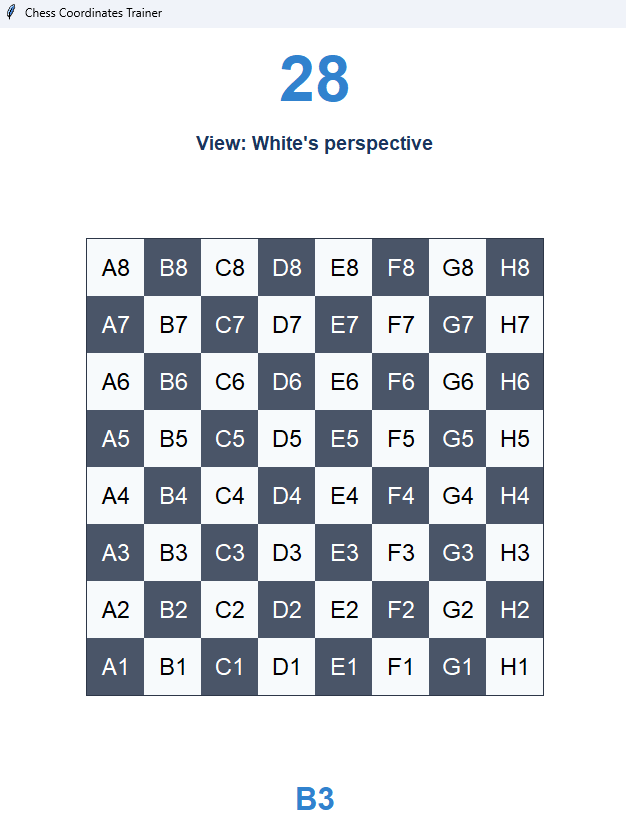 Chess Coordinates Trainer
28
View: White's perspective
A8 B8 C8 D8 E8 F8 G8 H8
A7 B7 C7 D7 E7 F7 G7 H7
A6 B6 C6 D6 E6 F6 G6 H6
A5 B5 C5 D5 E5 F5 G5 H5
A4 B4 C4 D4 E4 F4 G4 H4
A3 B3 C3 D3 E3 F3 G3 H3
A2 B2 C2 D2 E2 F2 G2 H2
A1 B1 C1 D1 E1 F1 G1 H1
B3